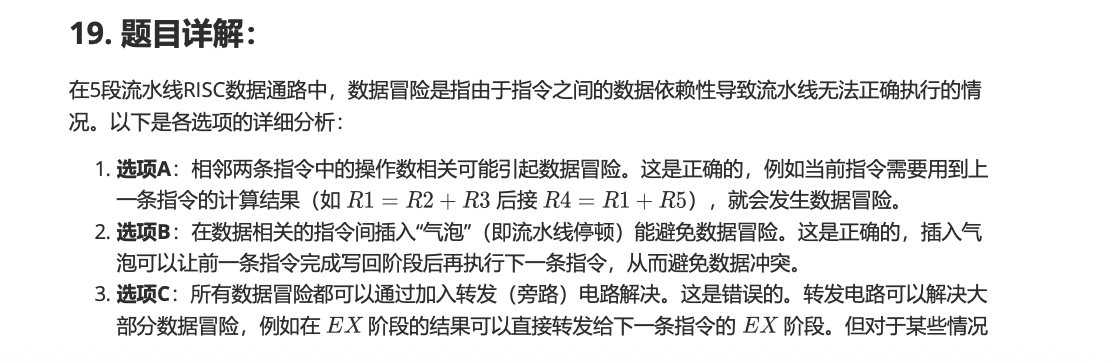 19. 题目详解：
在5段流水线RISC数据通路中，数据冒险是指由于指令之间的数据依赖性导致流水线无法正确执行的情
况。以下是各选项的详细分析：
1. 选项A：相邻两条指令中的操作数相关可能引起数据冒险。这是正确的，例如当前指令需要用到上
一条指令的计算结果（如 R1 = R2 + R3 后接 R4 = R1 + R5），就会发生数据冒险。
2. 选项B：在数据相关的指令间插入“气泡”（即流水线停顿）能避免数据冒险。这是正确的，插入气
泡可以让前一条指令完成写回阶段后再执行下一条指令，从而避免数据冲突。
3. 选项C：所有数据冒险都可以通过加入转发（旁路）电路解决。这是错误的。转发电路可以解决大
部分数据冒险，例如在 EX 阶段的结果可以直接转发给下一条指令的 EX 阶段。但对于某些情况